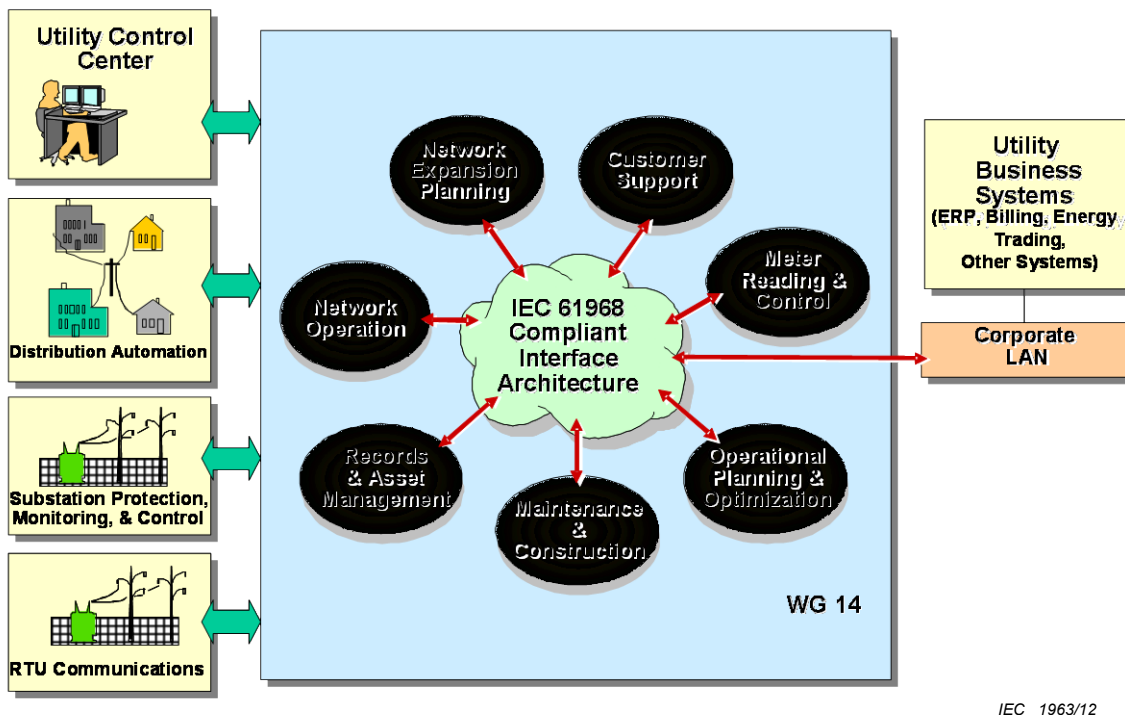 Utility Control
Center
Distribution Automation
Substation Protection,
Monitoring, & Control
RTU Communications
Network
Expansion
Planning
Customer
Support
Network
Operation
Meter
Reading &
Control
IEC 61968
Compliant
Interface
Architecture
Records
& Asset
Management
Maintenance
&
Construction
Operational
Planning &
Optimization
WG 14
Utility
Business
Systems
(ERP, Billing, Energy
Trading,
Other Systems)
Corporate
LAN
IEC 1963/12